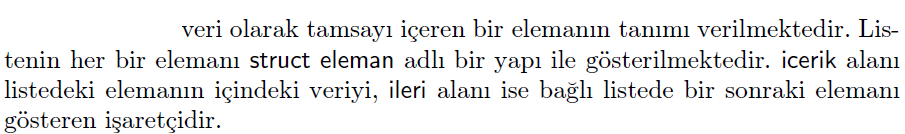 veri olarak tamsayı içeren bir elemanın tanımı verilmektedir. Lis-
tenin her bir elemanı struct eleman adlı bir yapı ile gösterilmektedir. icerik alanı
listedeki elemanın içindeki veriyi, ileri alanı ise bağlı listede bir sonraki elemanı
gösteren işaretçidir.